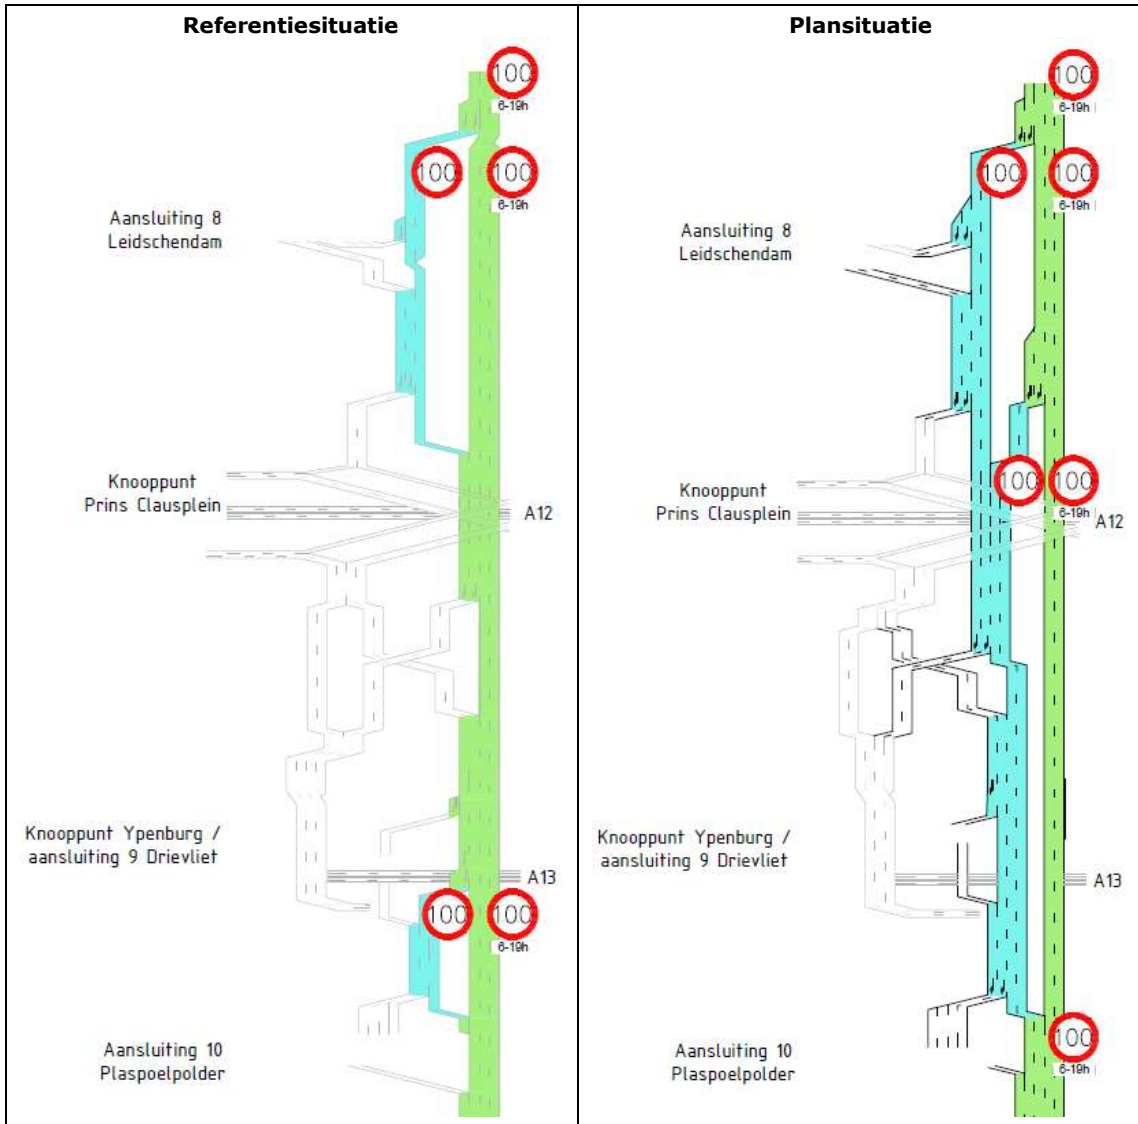 Referentiesituatie
100
6-19h
100
100
6-19h
Aansluiting 8
Leidschendam
Knooppunt
Prins Clausplein
A12
Knooppunt Ypenburg /
aansluiting 9 Drievliet
A13
100
100
6-19h
Aansluiting 10
Plaspoelpolder
Plansituatie
100
6-19h
100
100
6-19h
Aansluiting 8
Leidschendam
100
100
6-19h
Knooppunt
Prins Clausplein
A12
Knooppunt Ypenburg /
aansluiting 9 Drievliet
A13
100
6-19h
Aansluiting 10
Plaspoelpolder